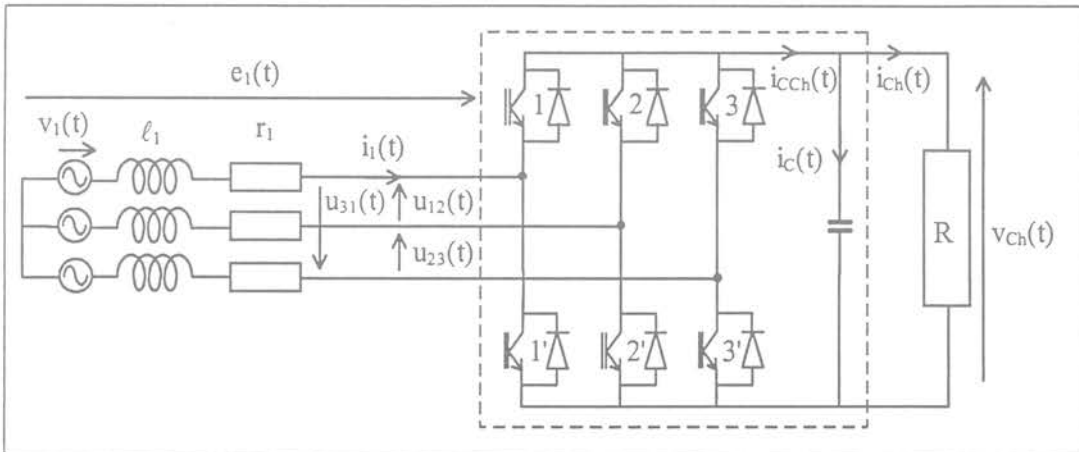 e₁(t)
v₁(t)
ℓ₁
r₁
i₁(t)
u₃₁(t)
u₁₂(t)
u₂₃(t)
1
2
3
1'
2'
3'
i_CCh(t)
i_Ch(t)
i_C(t)
R
v_Ch(t)